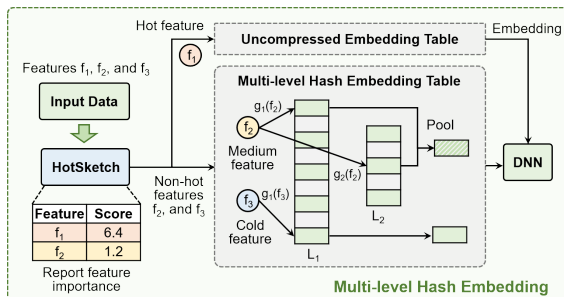 Hot feature
Uncompressed Embedding Table
Embedding
f1
Features f1, f2, and f3
Input Data
Multi-level Hash Embedding Table
g1(f2)
f2
Medium
feature
Pool
HotSketch
Non-hot
features
f2, and f3
g2(f2)
DNN
f3
g1(f3)
Cold
feature
L1
L2
Feature Score
f1 6.4
f2 1.2
Report feature
importance
Multi-level Hash Embedding